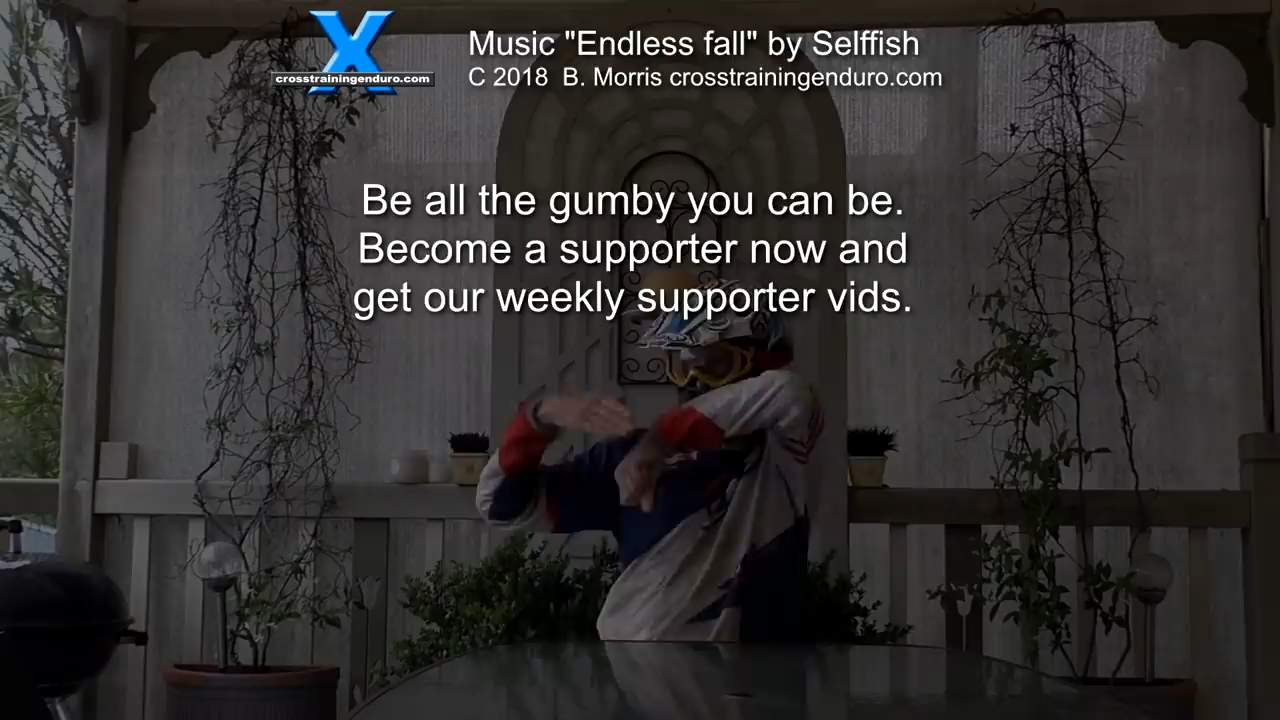 X
crosstrainingenduro.com
Music "Endless fall" by Selffish
C 2018 B. Morris crosstrainingenduro.com
Be all the gumby you can be.
Become a supporter now and
get our weekly supporter vids.